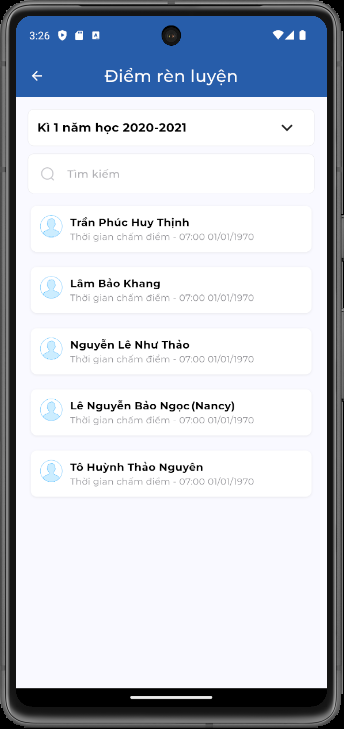 3:26
Điểm rèn luyện
Kì 1 năm học 2020-2021
Tìm kiếm
Trần Phúc Huy Thịnh
Thời gian chấm điểm - 07:00 01/01/1970
Lâm Bảo Khang
Thời gian chấm điểm - 07:00 01/01/1970
Nguyễn Lê Như Thảo
Thời gian chấm điểm - 07:00 01/01/1970
Lê Nguyễn Bảo Ngọc (Nancy)
Thời gian chấm điểm - 07:00 01/01/1970
Tô Huỳnh Thảo Nguyên
Thời gian chấm điểm - 07:00 01/01/1970